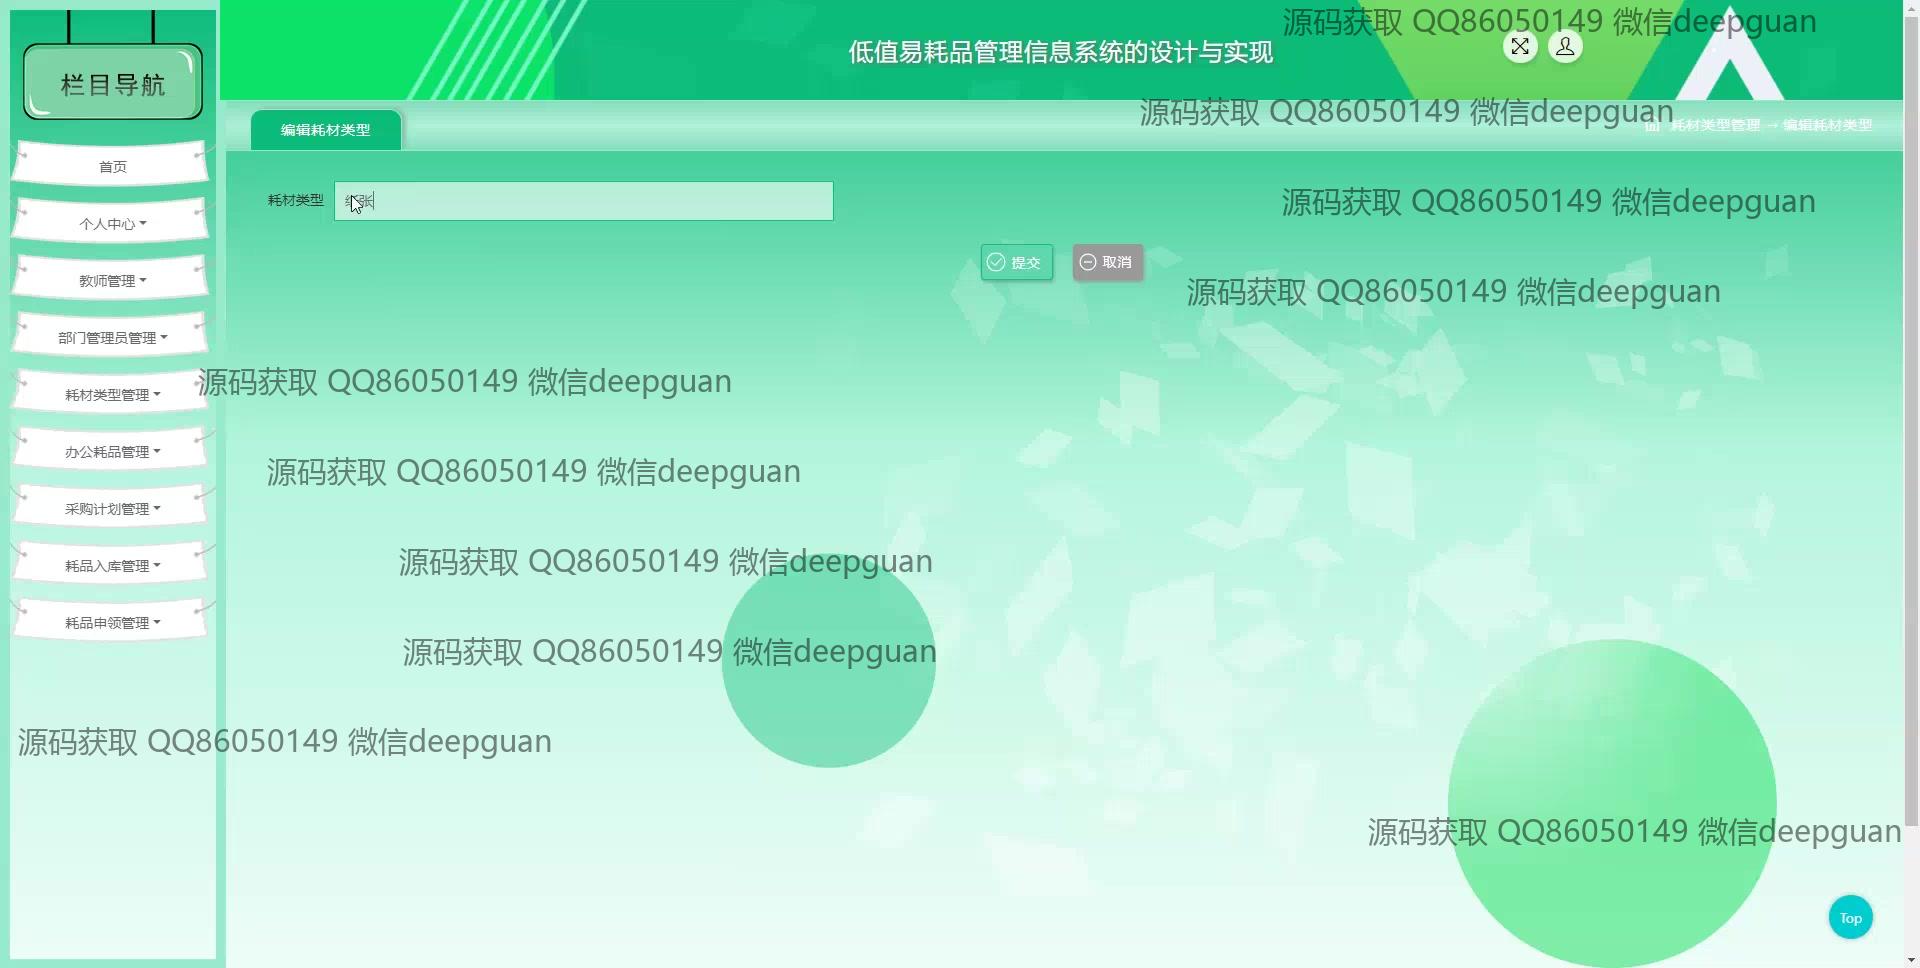 栏目导航
低值易耗品管理信息系统的设计与实现
源码获取 QQ86050149 微信deepguan
源码获取 QQ86050149 微信deepguan
编辑耗材类型
耗材类型管理 → 编辑耗材类型
首页
个人中心
教师管理
部门管理员管理
耗材类型管理
办公耗品管理
采购计划管理
耗品入库管理
耗品申领管理
耗材类型
张
源码获取 QQ86050149 微信deepguan
提交
取消
源码获取 QQ86050149 微信deepguan
源码获取 QQ86050149 微信deepguan
源码获取 QQ86050149 微信deepguan
源码获取 QQ86050149 微信deepguan
源码获取 QQ86050149 微信deepguan
源码获取 QQ86050149 微信deepguan
源码获取 QQ86050149 微信deepguan
Top